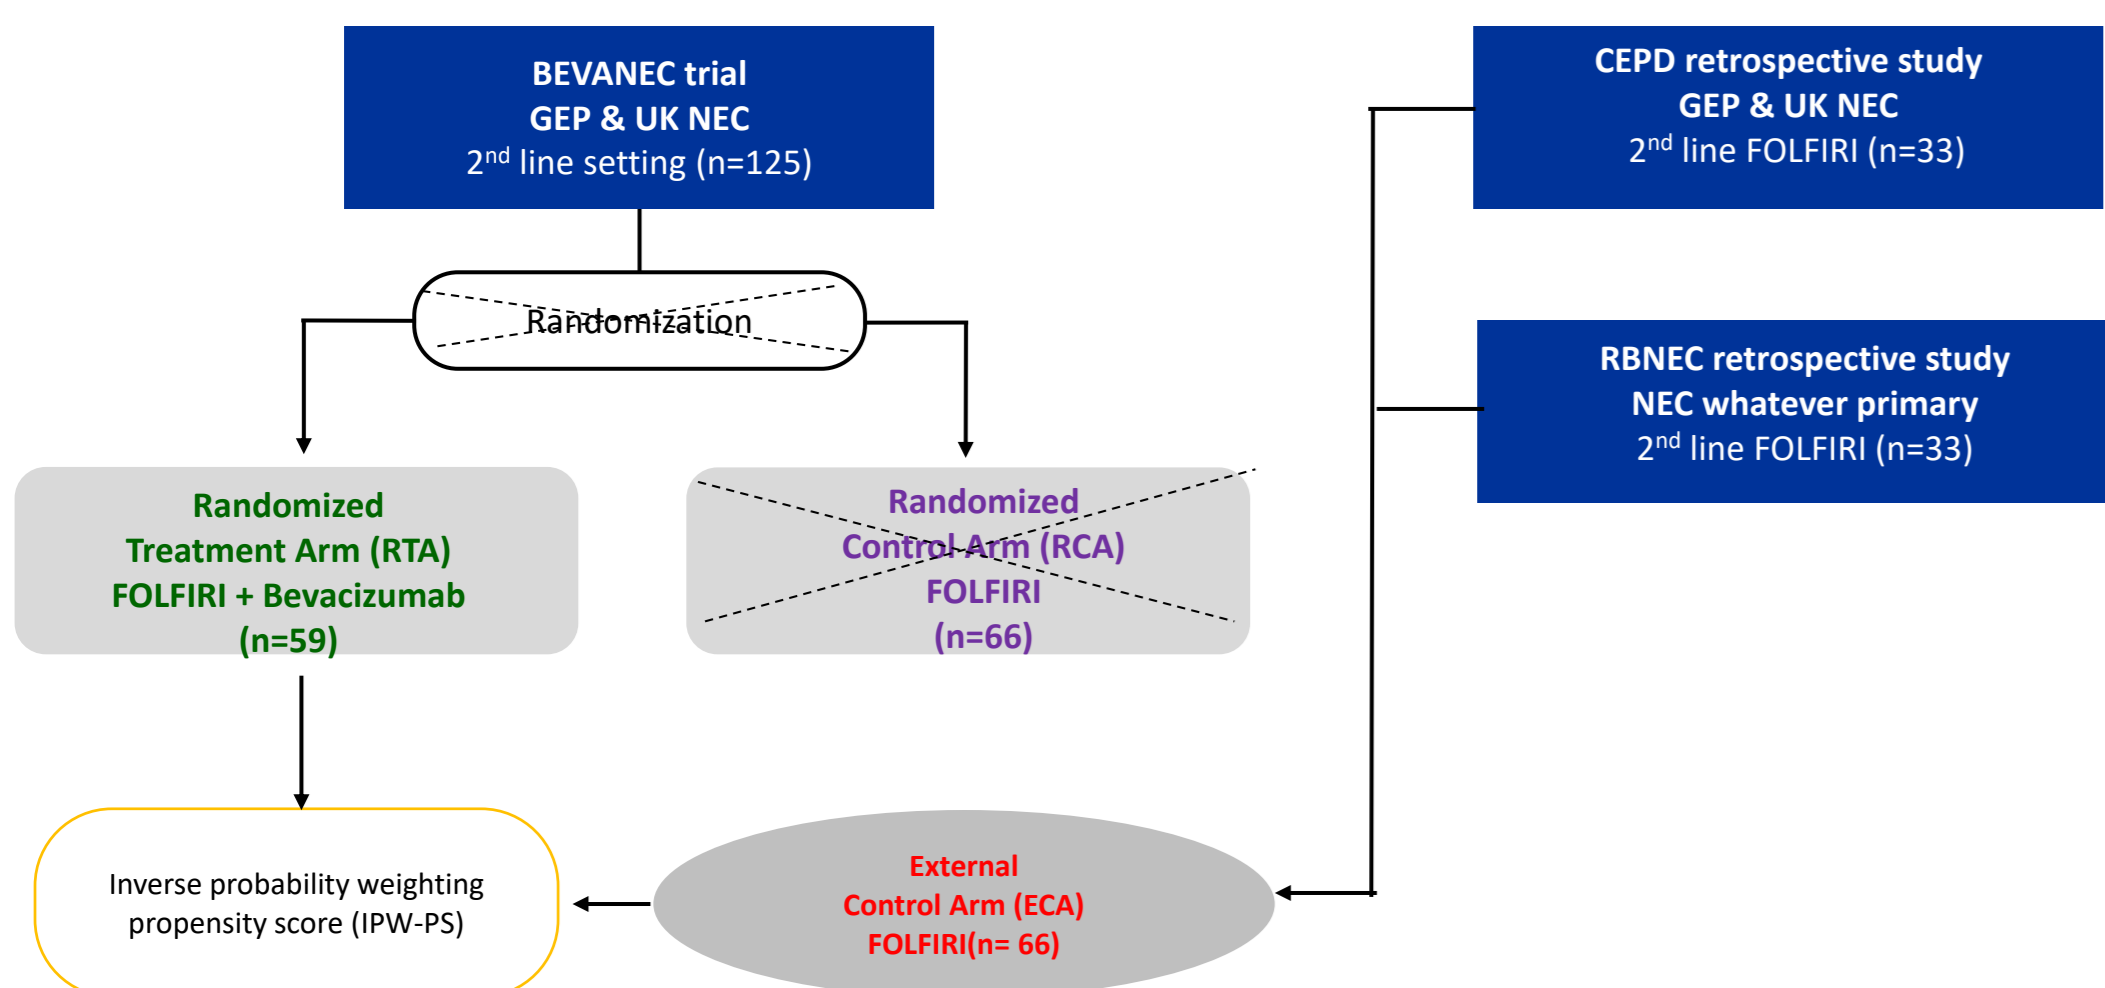 BEVANEC trial
GEP & UK NEC
2nd line setting (n=125)
CEPD retrospective study
GEP & UK NEC
2nd line FOLFIRI (n=33)
Randomization
RBNEC retrospective study
NEC whatever primary
2nd line FOLFIRI (n=33)
Randomized
Treatment Arm (RTA)
FOLFIRI + Bevacizumab
(n=59)
Randomized
Control Arm (RCA)
FOLFIRI
(n=66)
Inverse probability weighting
propensity score (IPW-PS)
External
Control Arm (ECA)
FOLFIRI(n= 66)